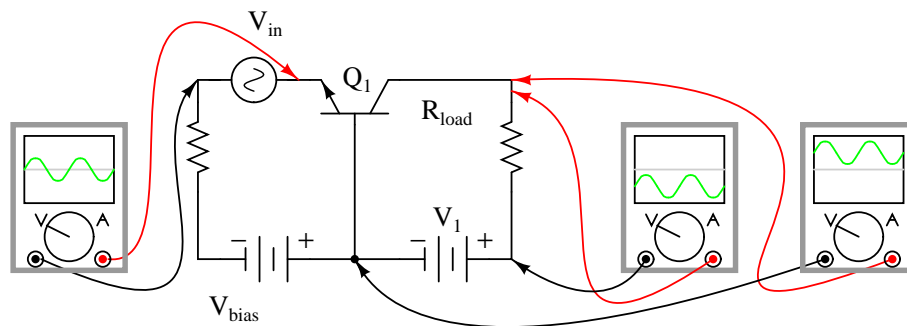 V_in
Q_1
R_load
V A
V A
V A
V_1
− +
− +
V_bias